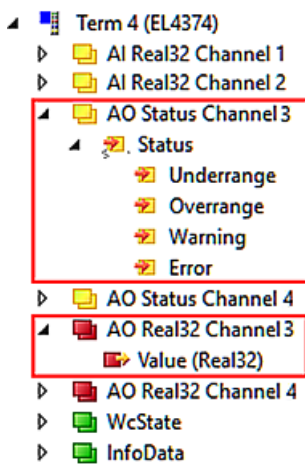 Term 4 (EL4374)
AI Real32 Channel 1
AI Real32 Channel 2
AO Status Channel 3
Status
Underrange
Overrange
Warning
Error
AO Status Channel 4
AO Real32 Channel 3
Value (Real32)
AO Real32 Channel 4
WcState
InfoData